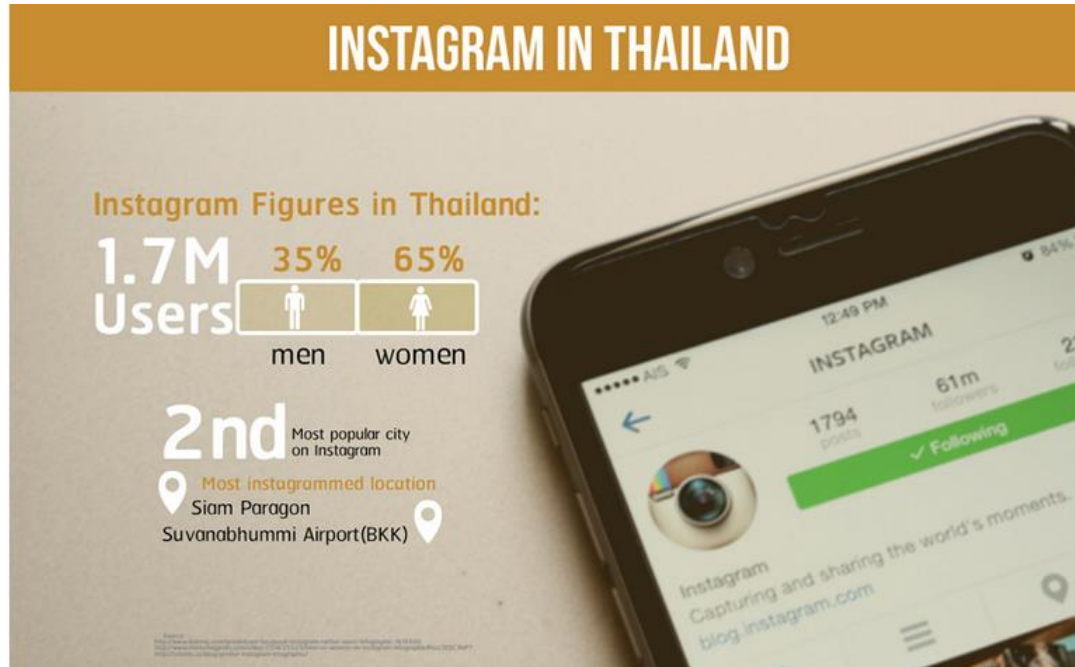 INSTAGRAM IN THAILAND
Instagram Figures in Thailand:
1.7M
Users
35% 65%
men women
2nd
Most popular city
on Instagram
Most instagrammed location
Siam Paragon
Suvanabhummi Airport(BKK)
84%
12:49 PM
AIS
INSTAGRAM
1794
posts
61m
followers
Following
Instagram
Capturing and sharing the world's moments.
blog.instagram.com
Source